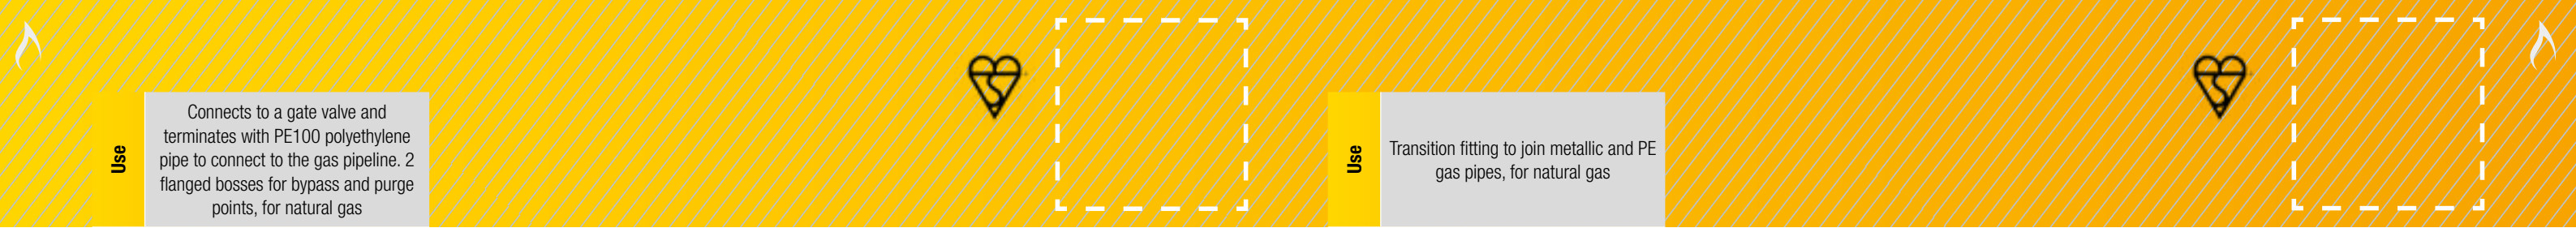 Use
Connects to a gate valve and
terminates with PE100 polyethylene
pipe to connect to the gas pipeline. 2
flanged bosses for bypass and purge
points, for natural gas
Use
Transition fitting to join metallic and PE
gas pipes, for natural gas